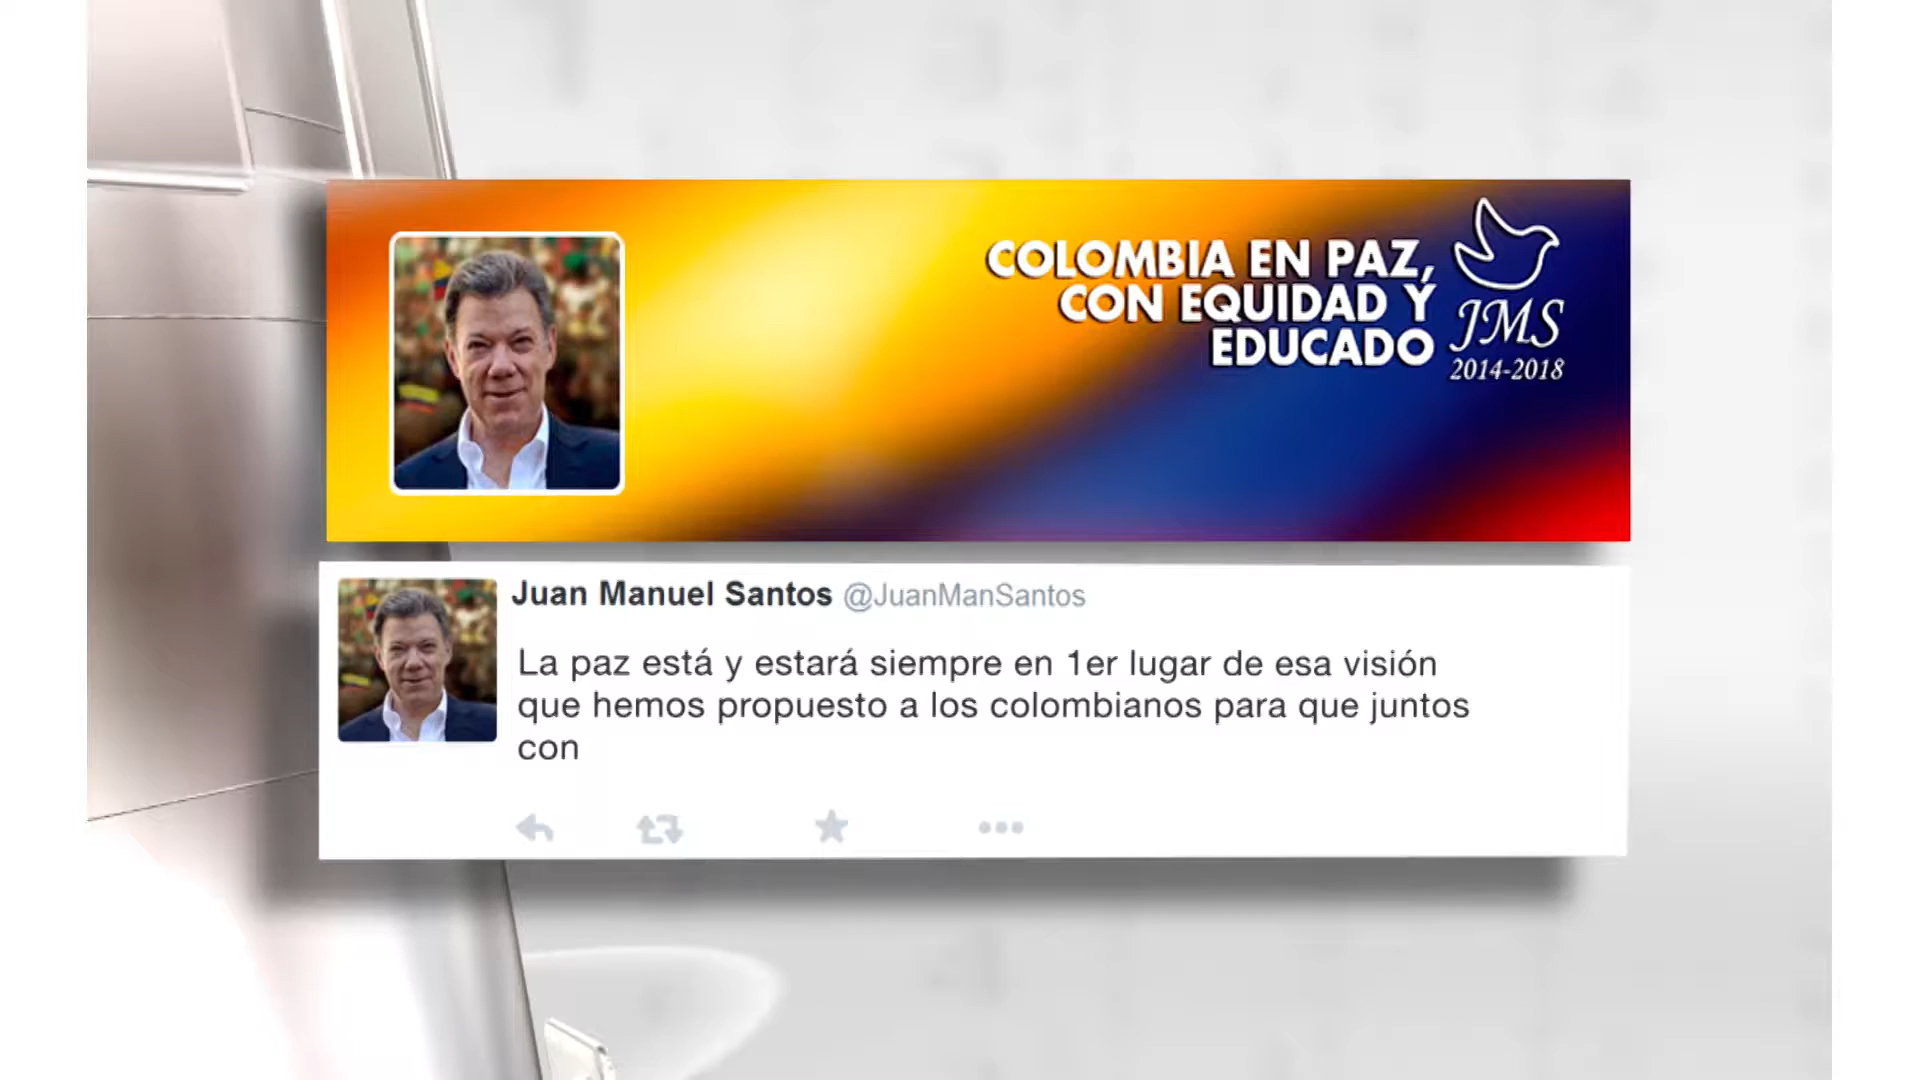 COLOMBIA EN PAZ,
CON EQUIDAD Y
EDUCADO
JMS
2014-2018
Juan Manuel Santos @JuanManSantos
La paz está y estará siempre en 1er lugar de esa visión
que hemos propuesto a los colombianos para que juntos
con